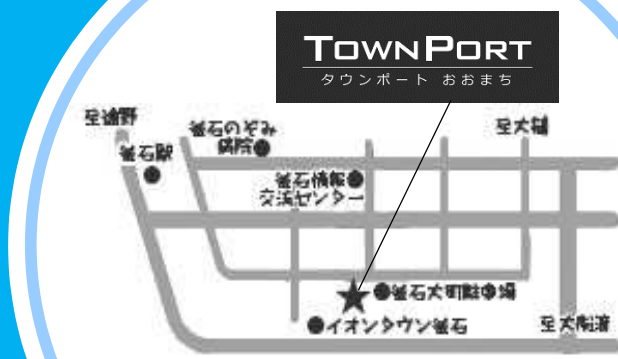 TOWNPORT
タウンポート おおまち
至遠野
釜石のぞみ
病院
至大槌
釜石駅
釜石情報
交流センター
釜石大町駐車場
イオンタウン釜石
至大船渡